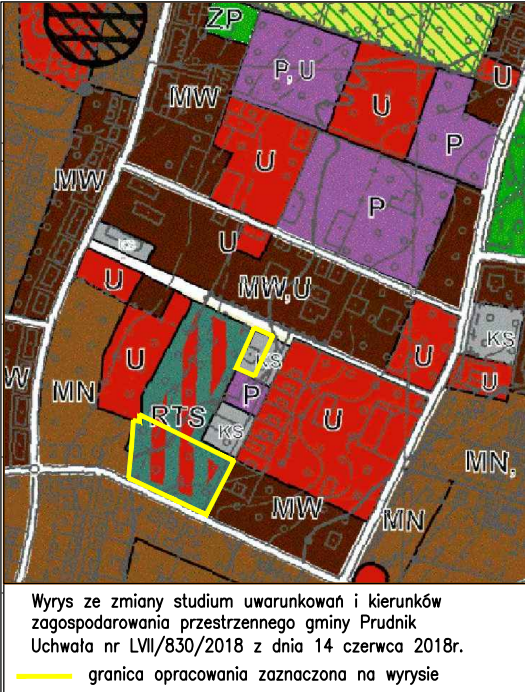 ZP
P, U
U
U
MW
P
U
MW
P
U
KS
MW, U
U
KS
U
U
KS
U
W
MN
P
U
RTS
KS
MN,
MW
MN
Wyrys ze zmiany studium uwarunkowań i kierunków
zagospodarowania przestrzennego gminy Prudnik
Uchwała nr LVII/830/2018 z dnia 14 czerwca 2018r.
granica opracowania zaznaczona na wyrysie